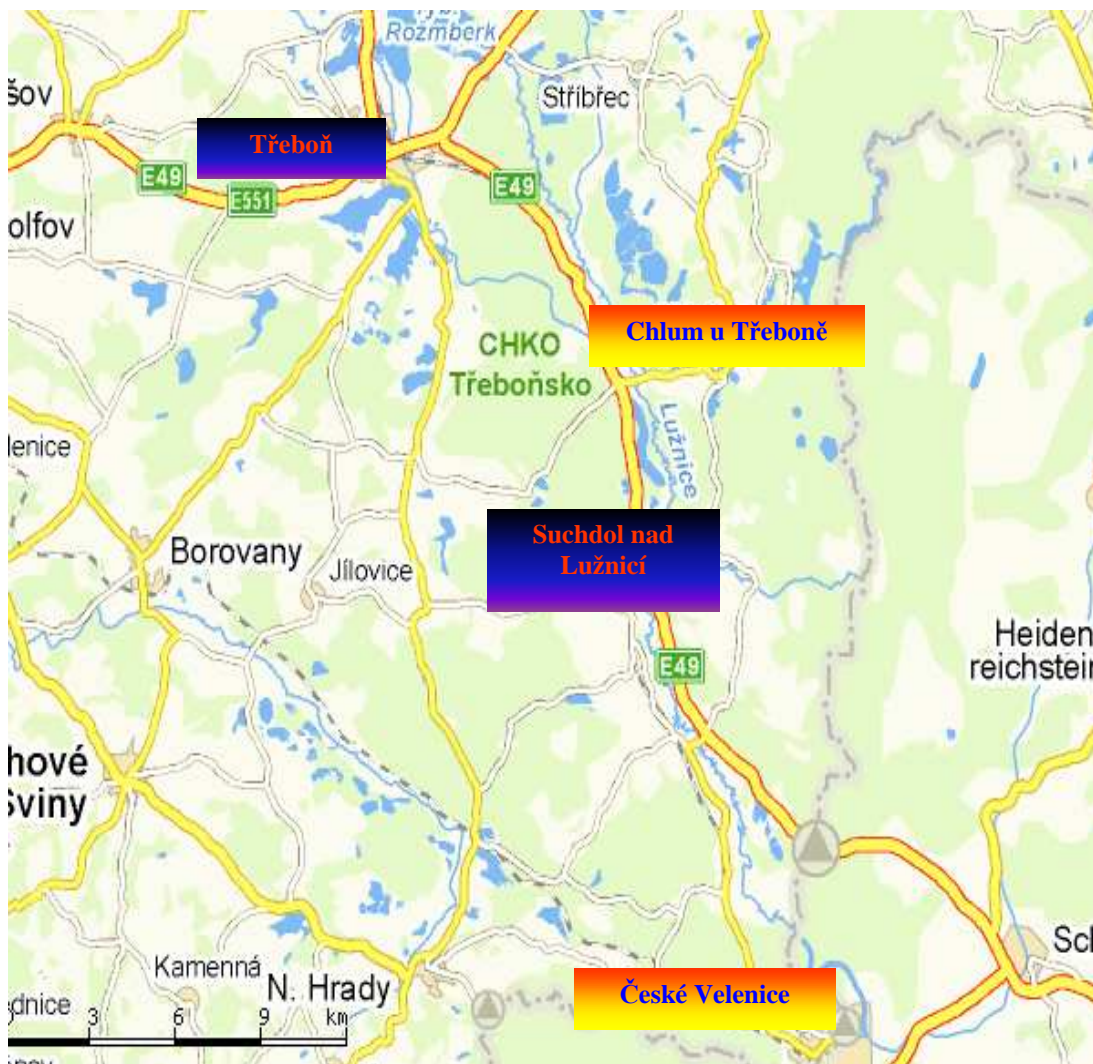 ryb.
Rožmberk
šov
Stříbřec
Třeboň
E49
E49
E551
olfov
CHKO
Třeboňsko
Chlum u Třeboně
Lužnice
lenice
Suchdol nad
Lužnicí
Borovany
Jílovice
Heiden
reichstein
E49
hové
Sviny
Sch
Kamenná
N. Hrady
České Velenice
dnice
3 6 9 km